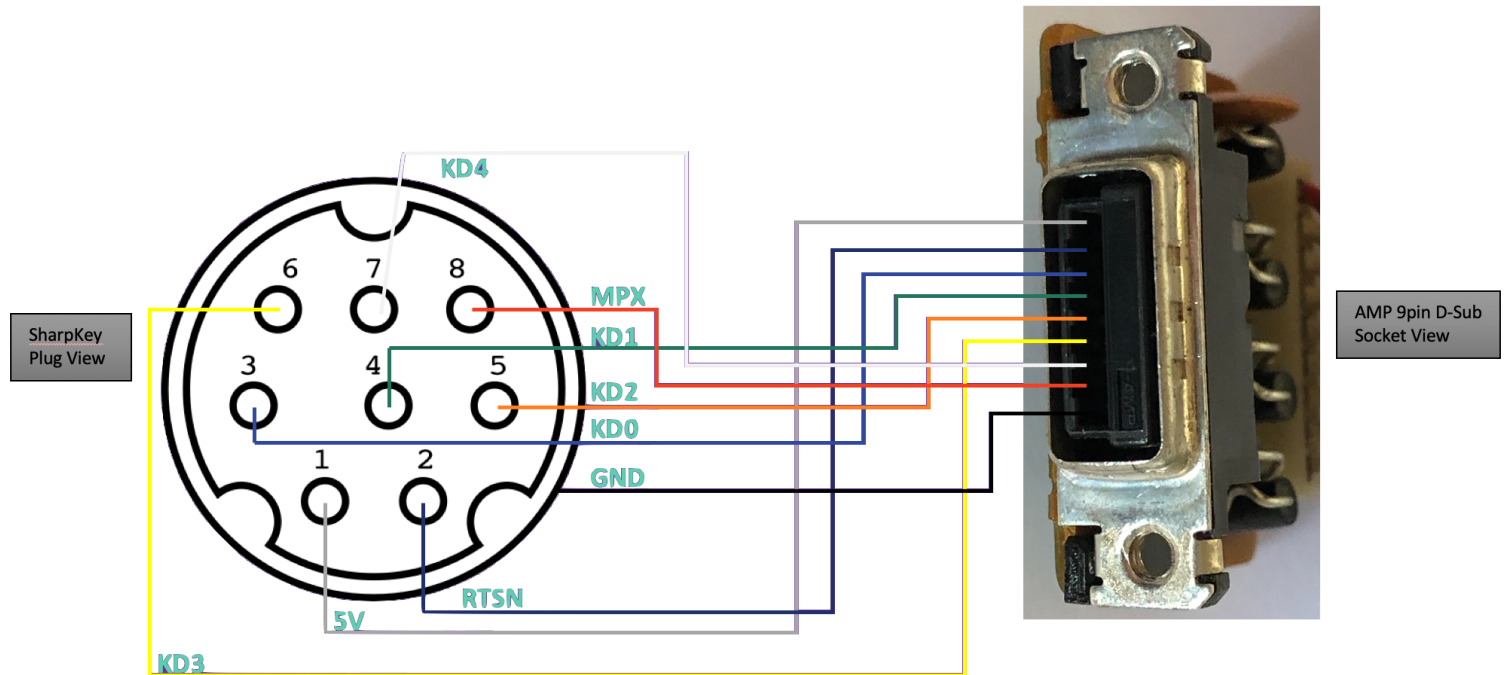 KD4
6 7 8
MPX
SharpKey
Plug View
AMP 9pin D-Sub
Socket View
KD1
3 4 5
KD2
KD0
1 2
GND
RTSN
5V
KD3
AMP